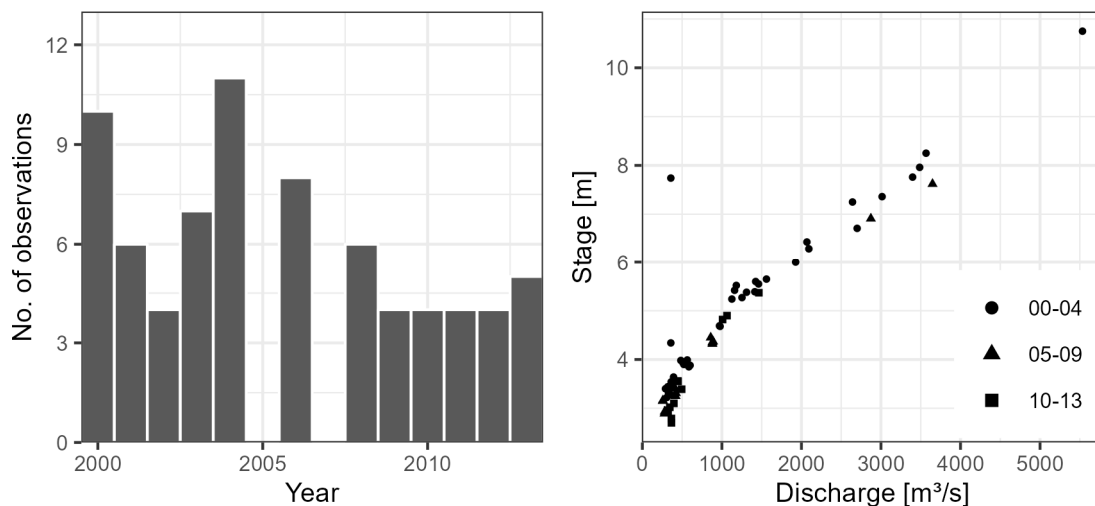 12
9
6
3
0
No. of observations
2000 2005 2010
Year
10
8
6
4
Stage [m]
00-04
05-09
10-13
0 1000 2000 3000 4000 5000
Discharge [m³/s]